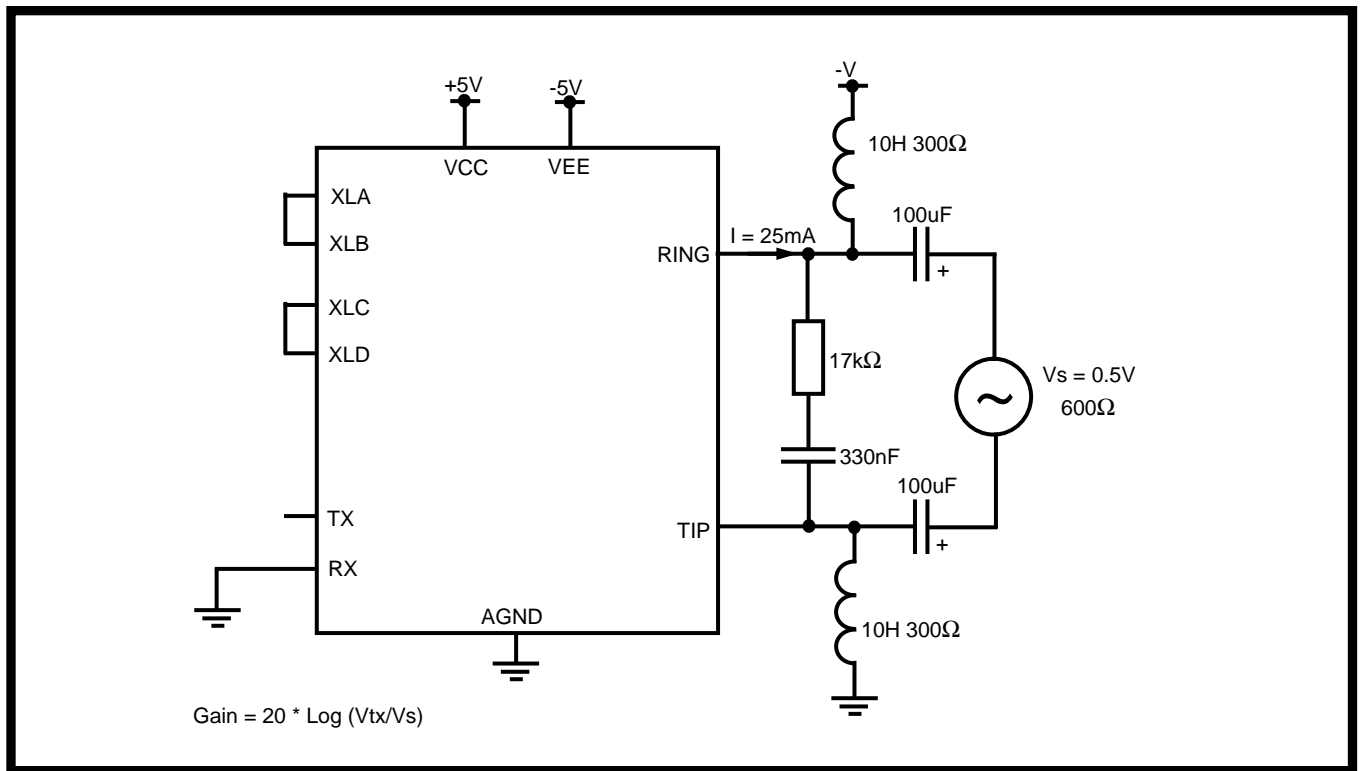 -V
+5V
-5V
10H 300Ω
VCC
VEE
XLA
100uF
I = 25mA
XLB
RING
+
XLC
XLD
17kΩ
Vs = 0.5V
~
600Ω
330nF
100uF
TX
TIP
+
RX
AGND
10H 300Ω
Gain = 20 * Log (Vtx/Vs)